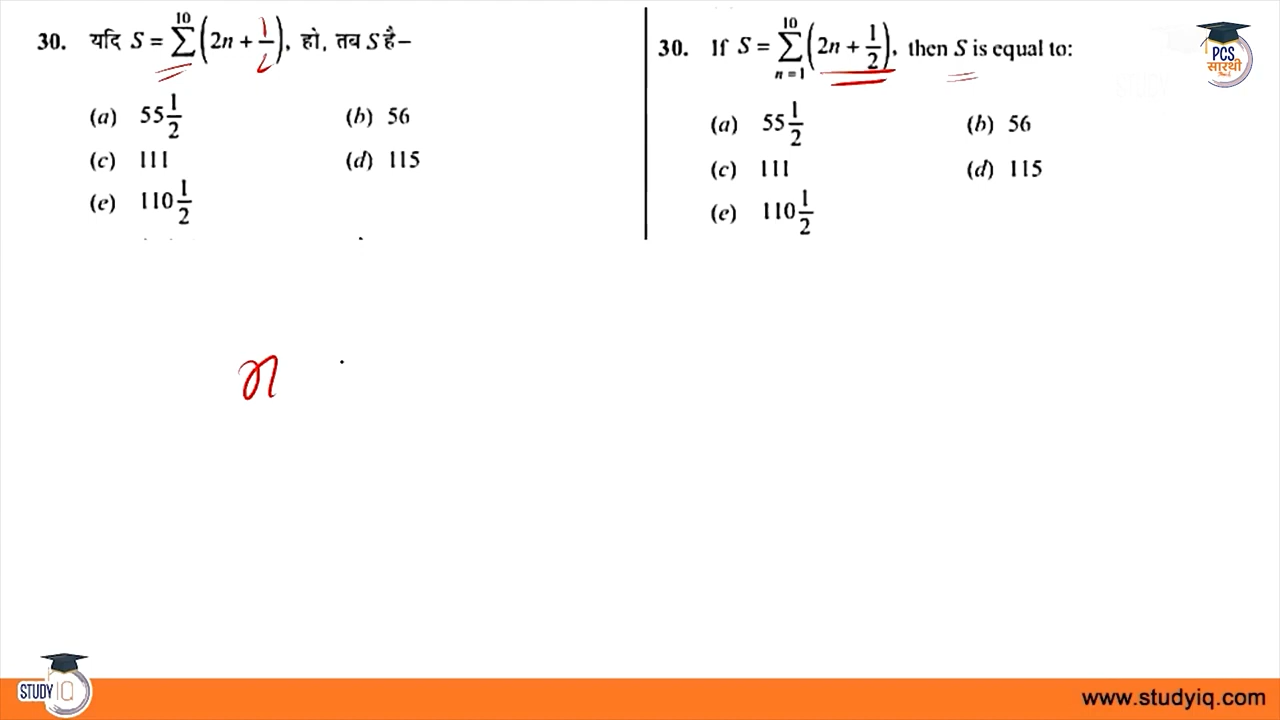 30. यदि S = ∑^{10} (2n + 1/2), हो, तब S है–
(a) 55 1/2 (b) 56
(c) 111 (d) 115
(e) 110 1/2
30. If S = ∑_{n=1}^{10} (2n + 1/2), then S is equal to:
(a) 55 1/2 (b) 56
(c) 111 (d) 115
(e) 110 1/2
PCS
सारथी
n
STUDY IQ
www.studyiq.com